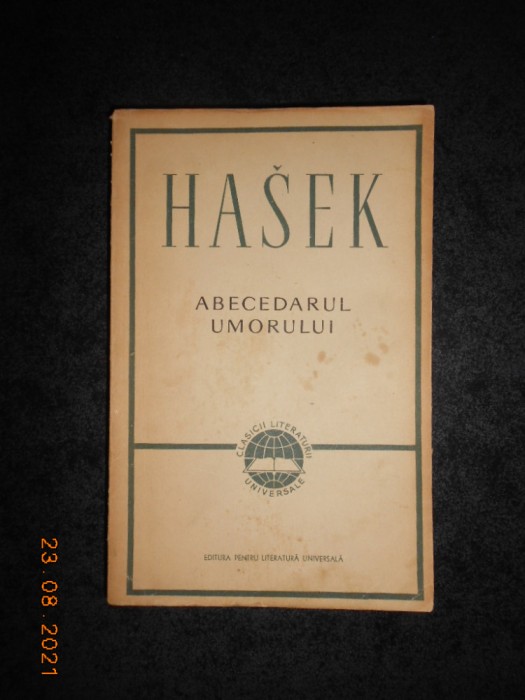 HAŠEK
ABECEDARUL
UMORULUI
CLASICII LITERATURII
UNIVERSALE
EDITURA PENTRU LITERATURĂ UNIVERSALĂ
23.08.2021